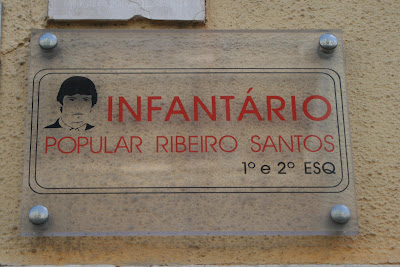 INFANTÁRIO
POPULAR RIBEIRO SANTOS
1º e 2º ESQ